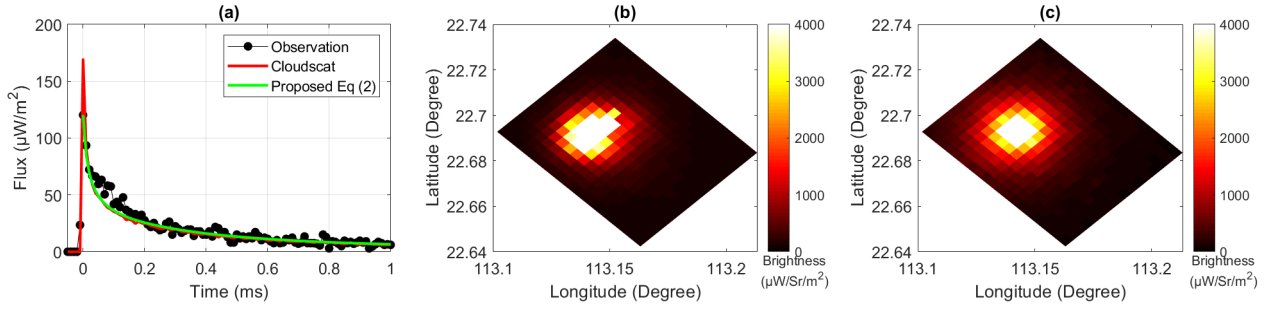 (a)
200
150
100
50
0
Flux (µW/m²)
Observation
Cloudscat
Proposed Eq (2)
0
0.2
0.4
0.6
0.8
1
Time (ms)
(b)
22.74
22.72
22.7
22.68
22.66
22.64
Latitude (Degree)
113.1
113.15
113.2
Longitude (Degree)
4000
3000
2000
1000
0
Brightness
(µW/Sr/m²)
(c)
22.74
22.72
22.7
22.68
22.66
22.64
Latitude (Degree)
113.1
113.15
113.2
Longitude (Degree)
4000
3000
2000
1000
0
Brightness
(µW/Sr/m²)